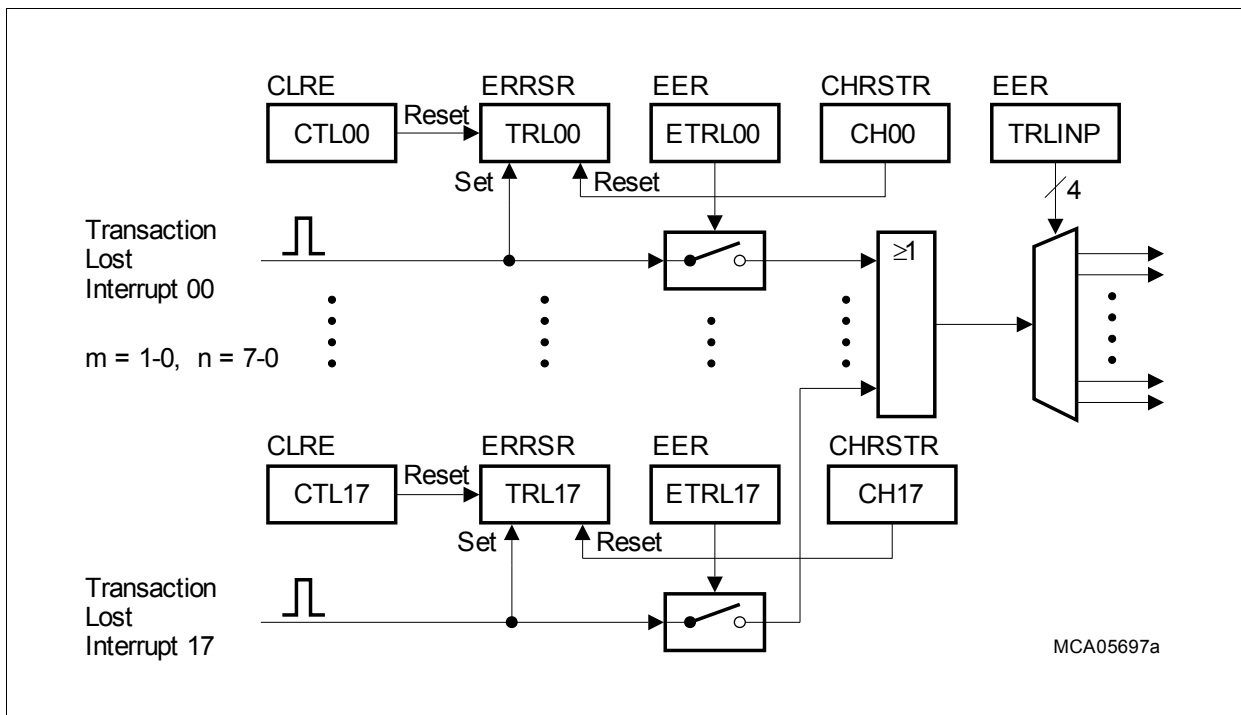 CLRE ERRSR EER CHRSTR EER
CTL00 Reset TRL00 ETRL00 CH00 TRLINP
Set Reset 4
Transaction
Lost
Interrupt 00
≥1
m = 1-0, n = 7-0
CLRE ERRSR EER CHRSTR
CTL17 Reset TRL17 ETRL17 CH17
Set Reset
Transaction
Lost
Interrupt 17
MCA05697a